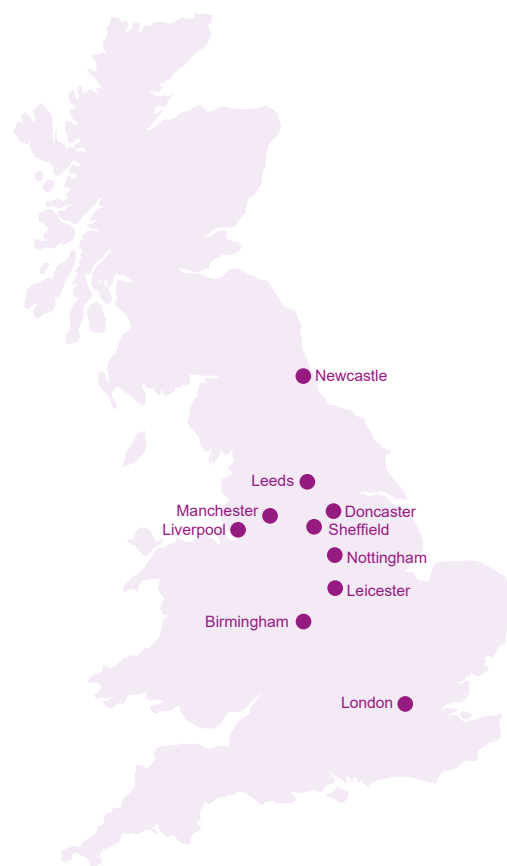 Newcastle
Leeds
Manchester
Doncaster
Liverpool
Sheffield
Nottingham
Leicester
Birmingham
London